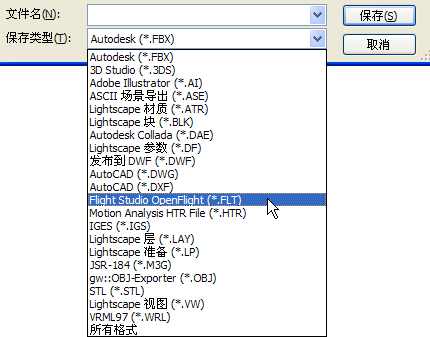 文件名(N):
保存(S)
保存类型(T):
Autodesk (*.FBX)
取消
Autodesk (*.FBX)
3D Studio (*.3DS)
Adobe Illustrator (*.AI)
ASCII 场景导出 (*.ASE)
Lightscape 材质 (*.ATR)
Lightscape 块 (*.BLK)
Autodesk Collada (*.DAE)
Lightscape 参数 (*.DF)
发布到 DWF (*.DWF)
AutoCAD (*.DWG)
AutoCAD (*.DXF)
Flight Studio OpenFlight (*.FLT)
Motion Analysis HTR File (*.HTR)
IGES (*.IGS)
Lightscape 层 (*.LAY)
Lightscape 准备 (*.LP)
JSR-184 (*.M3G)
gw::OBJ-Exporter (*.OBJ)
STL (*.STL)
Lightscape 视图 (*.VW)
VRML97 (*.WRL)
所有格式